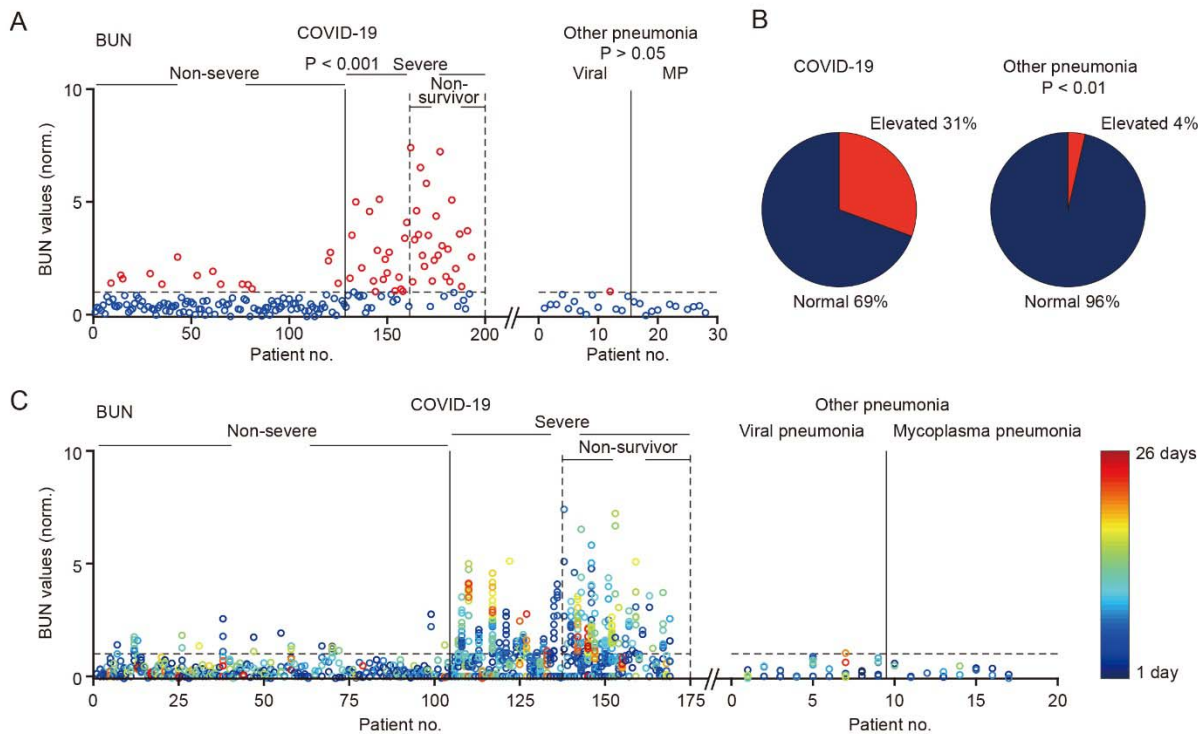 A
BUN
COVID-19
Other pneumonia
P < 0.001
Severe
P > 0.05
Non-severe
Non-
survivor
Viral
MP
BUN values (norm.)
10
5
0
0
50
100
150
200
0
10
20
30
Patient no.
Patient no.
B
COVID-19
Other pneumonia
P < 0.01
Elevated 31%
Elevated 4%
Normal 69%
Normal 96%
C
BUN
COVID-19
Other pneumonia
Non-severe
Severe
Non-survivor
Viral pneumonia
Mycoplasma pneumonia
BUN values (norm.)
10
5
0
0
25
50
75
100
125
150
175
0
5
10
15
20
Patient no.
Patient no.
26 days
1 day